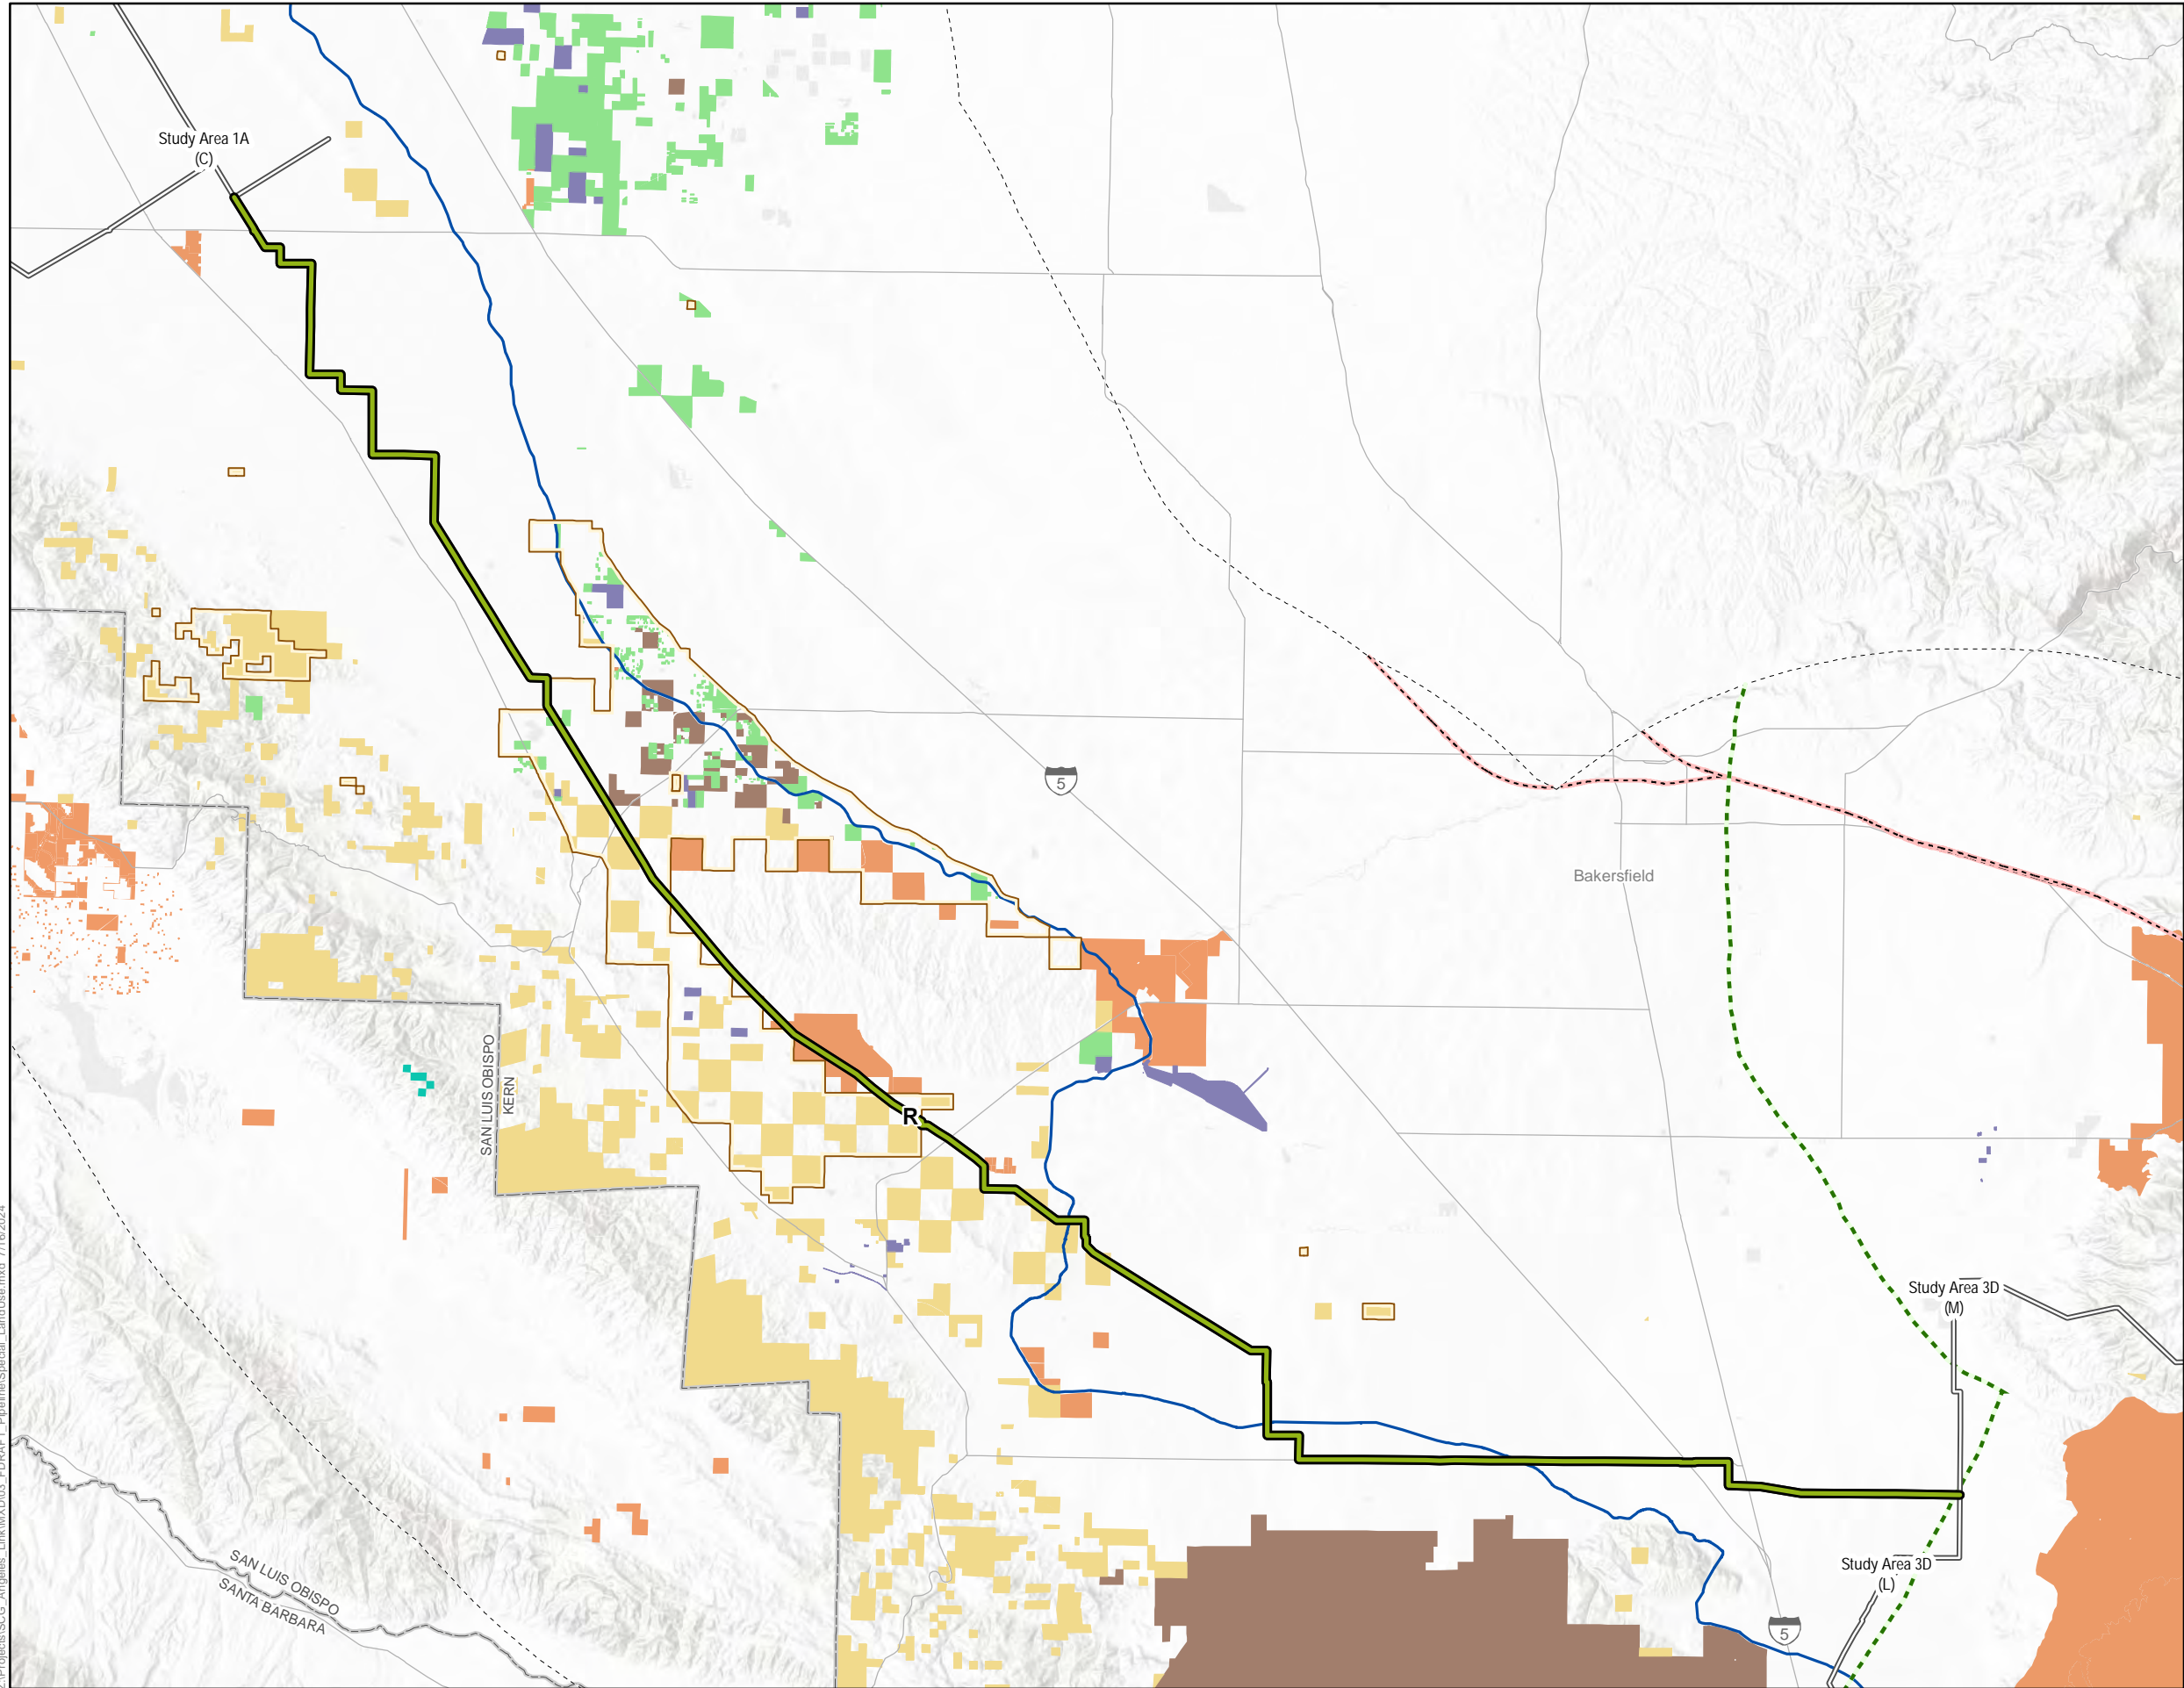 Study Area 1A
(C)
5
Bakersfield
SAN LUIS OBISPO
KERN
R
Study Area 3D
(M)
Study Area 3D
(L)
5
SAN LUIS OBISPO
SANTA BARBARA